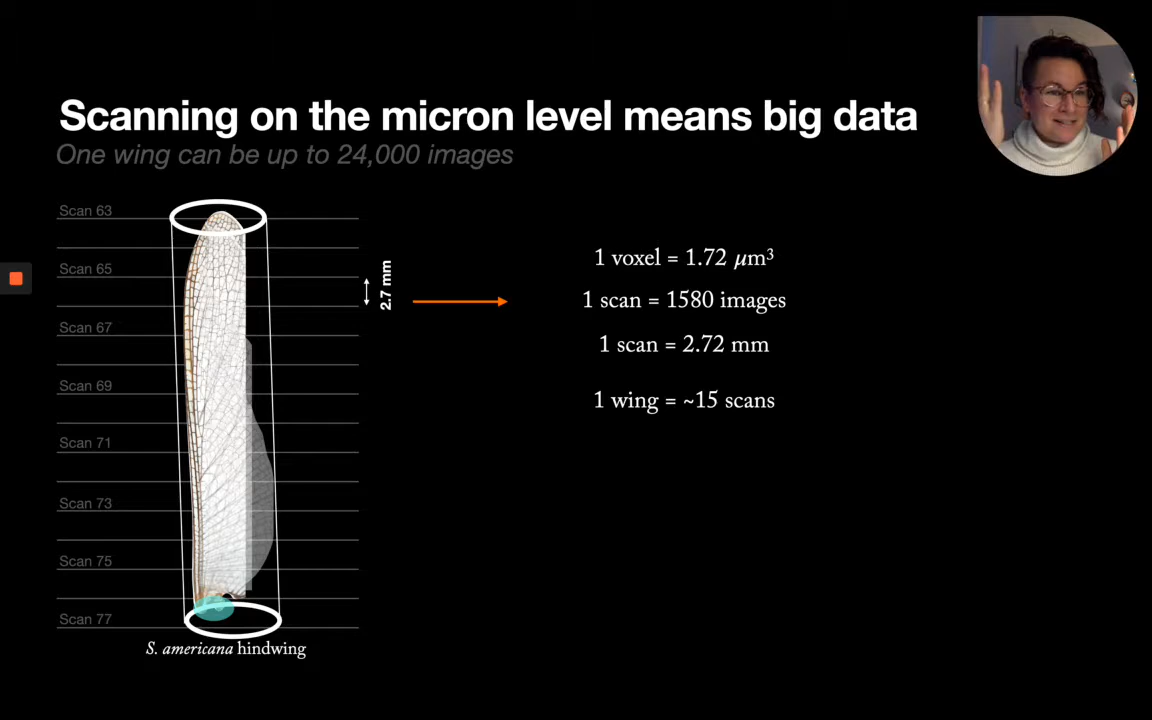 Scanning on the micron level means big data
One wing can be up to 24,000 images
Scan 63
Scan 65
Scan 67
Scan 69
Scan 71
Scan 73
Scan 75
Scan 77
2.7 mm
1 voxel = 1.72 µm³
1 scan = 1580 images
1 scan = 2.72 mm
1 wing = ~15 scans
S. americana hindwing